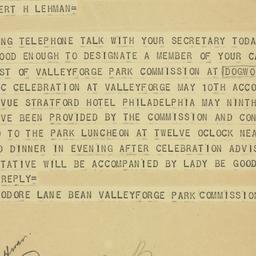 ERT H LEHMAN=
NG TELEPHONE TALK WITH YOUR SECRETARY TODA
OOD ENOUGH TO DESIGNATE A MEMBER OF YOUR CA
ST OF VALLEYFORGE PARK COMMISSION AT DOGWO
C CELEBRATION AT VALLEYFORGE MAY 10TH ACCO
VUE STRATFORD HOTEL PHILADELPHIA MAY NINTH
VE BEEN PROVIDED BY THE COMMISSION AND CON
D TO THE PARK LUNCHEON AT TWELVE OCLOCK NEA
D DINNER IN EVENING AFTER CELEBRATION ADVIS
TATIVE WILL BE ACCOMPANIED BY LADY BE GOOD
REPLY=
ODORE LANE BEAN VALLEYFORGE PARK COMMISSION